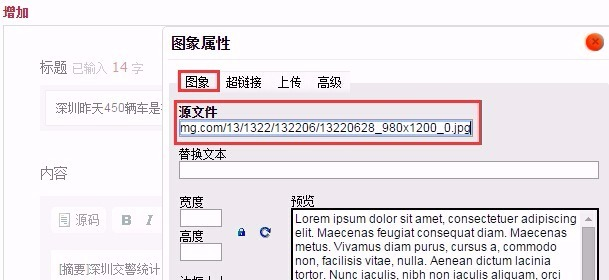 增加
图象属性
标题 已输入 14 字
图象 超链接 上传 高级
深圳昨天450辆车是
源文件
mg.com/13/1322/132206/13220628_980x1200_0.jpg
替换文本
内容
宽度
预览
源码 B I
Lorem ipsum dolor sit amet, consectetuer adipiscing
elit. Maecenas feugiat consequat diam. Maecenas
高度
metus. Vivamus diam purus, cursus a, commodo
non, facilisis vitae, nulla. Aenean dictum lacinia
[摘要]深圳交警统计
tortor. Nunc iaculis, nibh non iaculis aliquam, orci